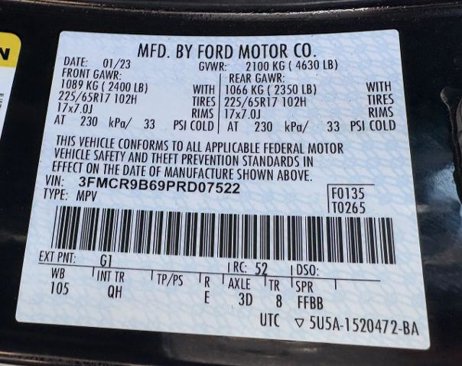 MFD. BY FORD MOTOR CO.
DATE: 01/23 GVWR: 2100 KG (4630 LB)
FRONT GAWR: REAR GAWR:
1089 KG (2400 LB) WITH 1066 KG (2350 LB) WITH
225/65R17 102H TIRES 225/65R17 102H TIRES
17x7.0J RIMS 17x7.0J RIMS
AT 230 kPa/ 33 PSI COLD AT 230 kPa/ 33 PSI COLD
THIS VEHICLE CONFORMS TO ALL APPLICABLE FEDERAL MOTOR
VEHICLE SAFETY AND THEFT PREVENTION STANDARDS IN
EFFECT ON THE DATE OF MANUFACTURE SHOWN ABOVE.
VIN: 3FMCR9B69PRD07522 F0135
TYPE: MPV T0265
EXT PNT: G1 RC: 52 DSO:
WB INT TR TP/PS R AXLE TR SPR
105 QH E 3D 8 FFBB
UTC ▽ 5U5A-1520472-BA